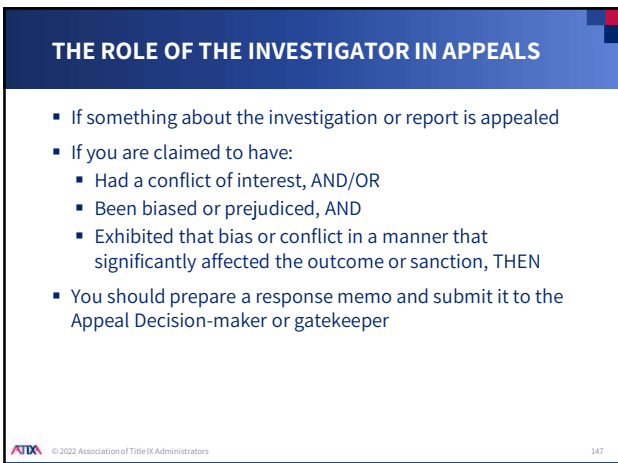 THE ROLE OF THE INVESTIGATOR IN APPEALS
▪ If something about the investigation or report is appealed
▪ If you are claimed to have:
▪ Had a conflict of interest, AND/OR
▪ Been biased or prejudiced, AND
▪ Exhibited that bias or conflict in a manner that
significantly affected the outcome or sanction, THEN
▪ You should prepare a response memo and submit it to the
Appeal Decision-maker or gatekeeper
ATIXA © 2022 Association of Title IX Administrators 147